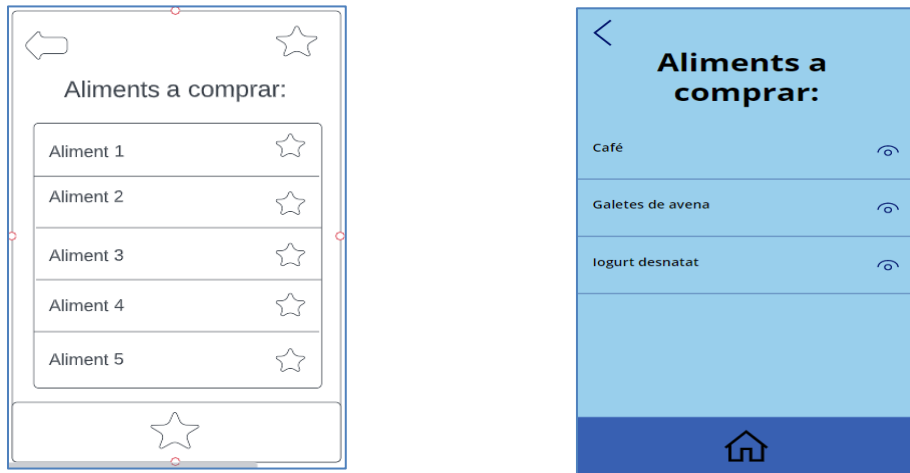 Aliments a comprar:
Aliment 1
Aliment 2
Aliment 3
Aliment 4
Aliment 5
Aliments a
comprar:
Café
Galetes de avena
Iogurt desnatat